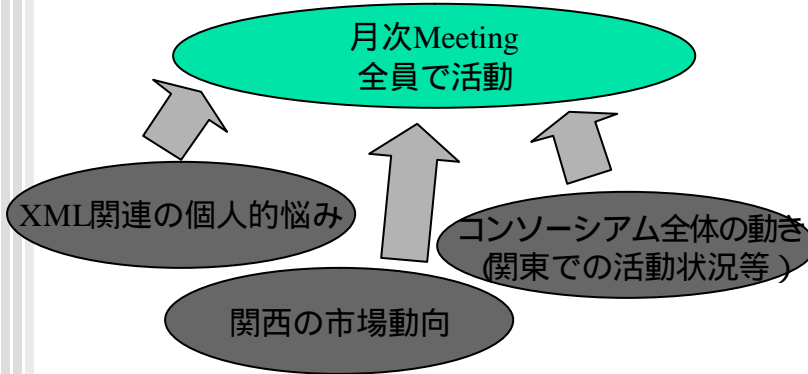 月次Meeting
全員で活動
XML関連の個人的悩み
コンソーシアム全体の動き
(関東での活動状況等)
関西の市場動向